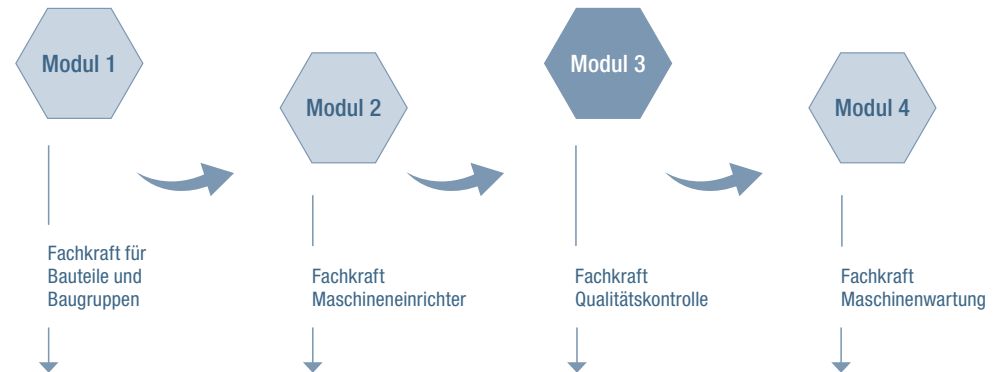 Modul 1
Modul 2
Modul 3
Modul 4
Fachkraft für
Bauteile und
Baugruppen
Fachkraft
Maschineneinrichter
Fachkraft
Qualitätskontrolle
Fachkraft
Maschinenwartung